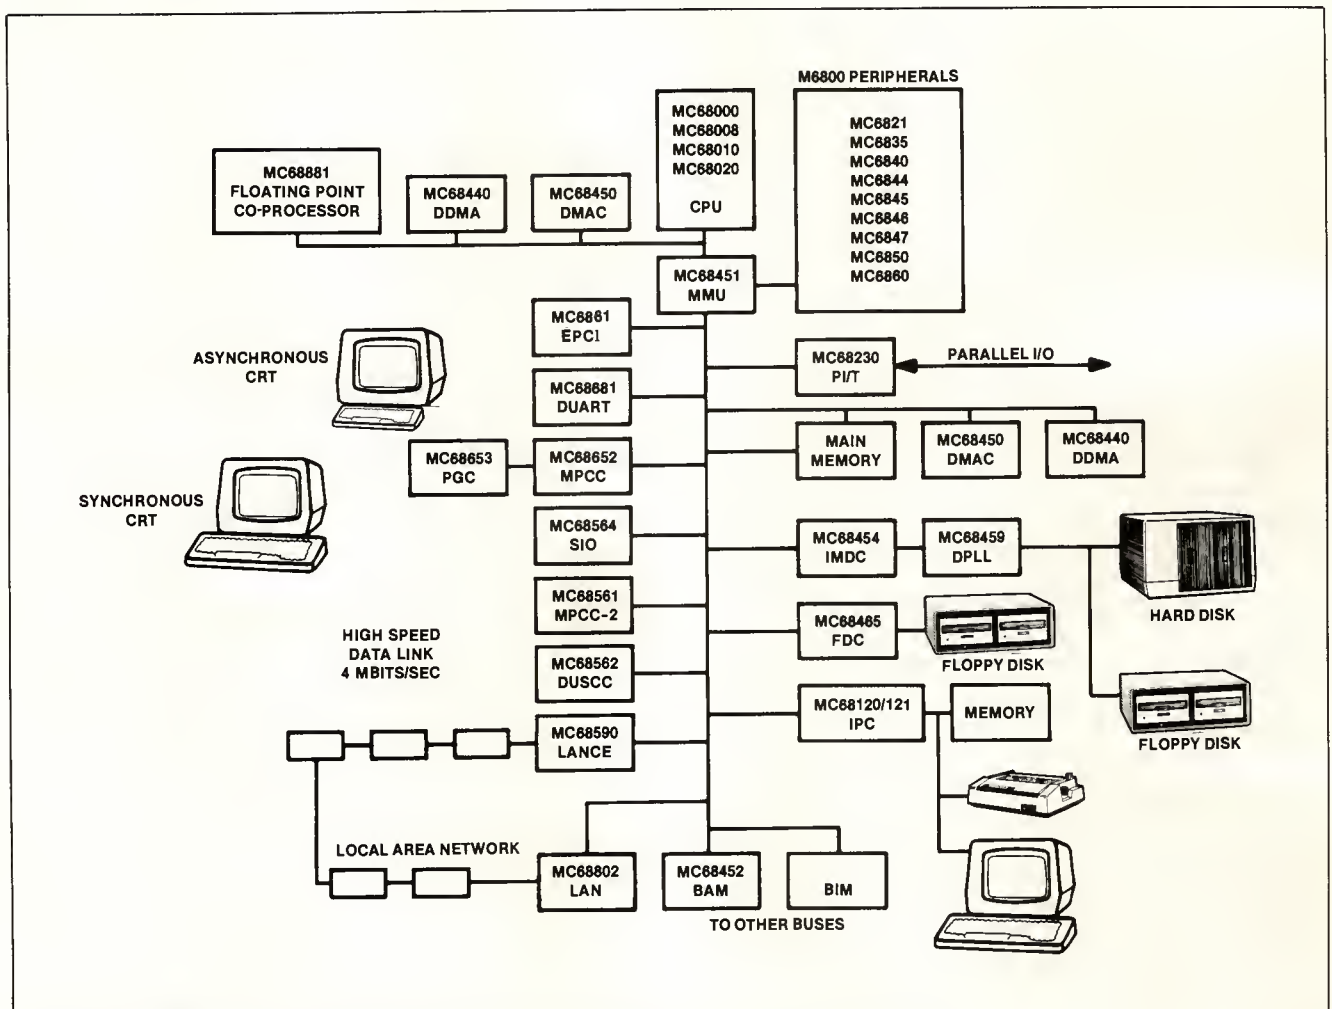 M6800 PERIPHERALS
MC68000
MC68008
MC68010
MC68020
CPU
MC6821
MC6835
MC6840
MC6844
MC6845
MC6846
MC6847
MC6850
MC6860
MC68881
FLOATING POINT
CO-PROCESSOR
MC68440
DDMA
MC68450
DMAC
MC68451
MMU
MC6861
EPCI
ASYNCHRONOUS
CRT
MC68230
PI/T
PARALLEL I/O
MC68681
DUART
MAIN
MEMORY
MC68450
DMAC
MC68440
DDMA
MC68653
PGC
MC68652
MPCC
SYNCHRONOUS
CRT
MC68564
SIO
MC68454
IMDC
MC68459
DPLL
HARD DISK
MC68561
MPCC-2
MC68465
FDC
FLOPPY DISK
HIGH SPEED
DATA LINK
4 MBITS/SEC
MC68562
DUSCC
MC68120/121
IPC
MEMORY
FLOPPY DISK
MC68590
LANCE
LOCAL AREA NETWORK
MC68802
LAN
MC68452
BAM
BIM
TO OTHER BUSES